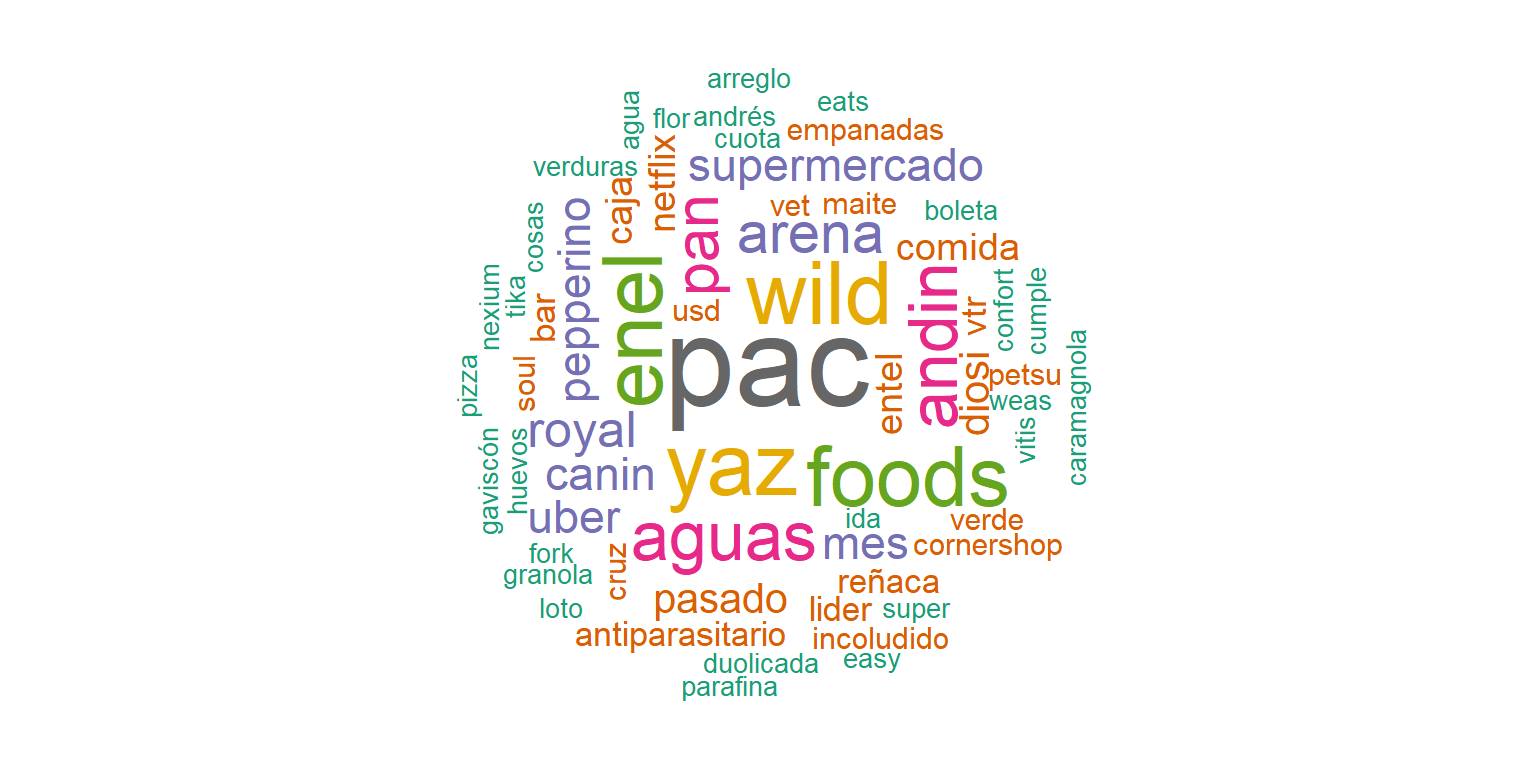 arreglo
eats
agua
flor
andrés
cuota
empanadas
verduras
netflix
supermercado
caja
pepperino
pan
vet
maite
boleta
cosas
arena
comida
enel
wild
andin
nexium
tika
bar
usd
vtr
confort
cumple
pac
pizza
soul
entel
diosi
petsu
weas
caramagnola
royal
vitis
gaviscón
huevos
canin
yaz
foods
uber
aguas
ida
mes
verde
cornershop
fork
granola
cruz
reñaca
loto
pasado
lider
super
antiparasitario
incoludido
duolicada
easy
parafina